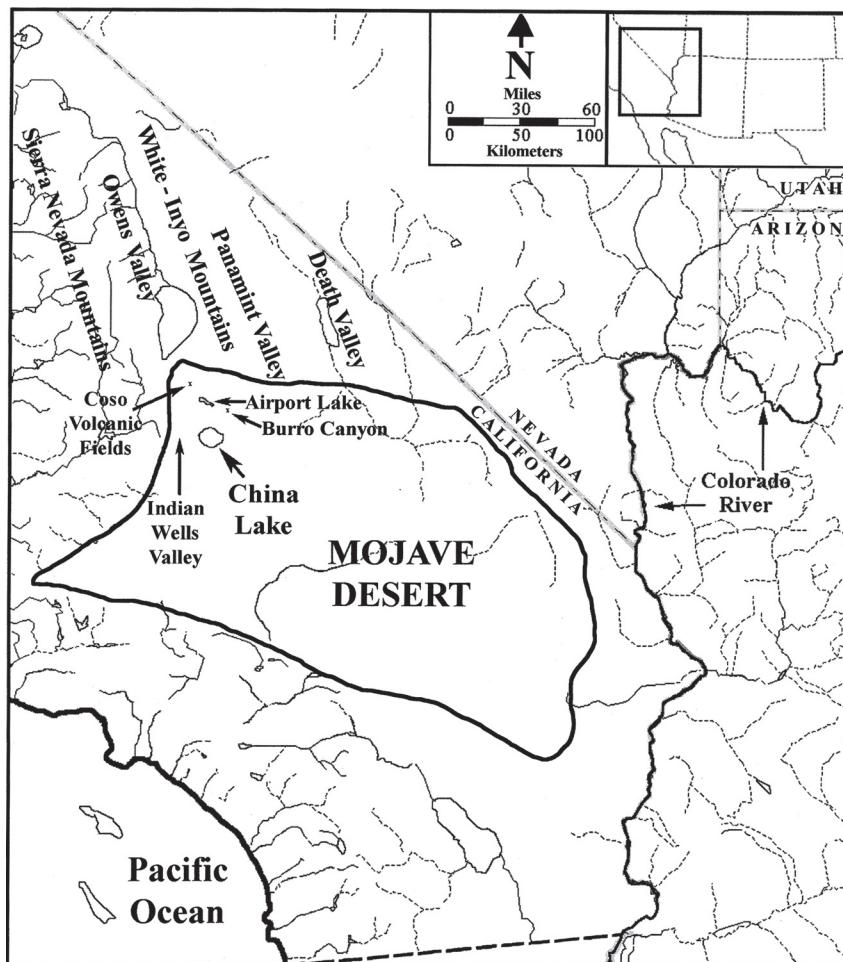 N
Miles
0 30 60
0 50 100
Kilometers
UTAH
ARIZON
Sierra Nevada Mountains
Owens Valley
White - Inyo Mountains
Panamint Valley
Death Valley
NEVADA
CALIFORNIA
Coso
Volcanic
Fields
Airport Lake
Burro Canyon
China
Lake
Indian
Wells
Valley
Colorado
River
MOJAVE
DESERT
Pacific
Ocean